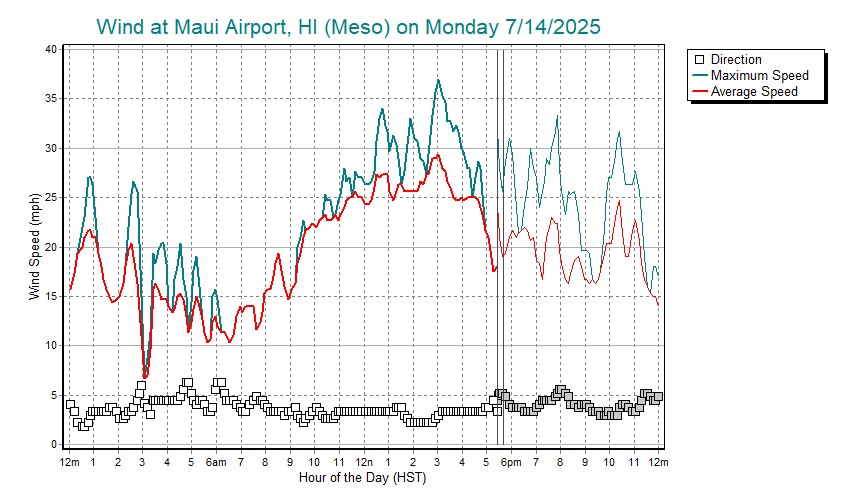 Wind at Maui Airport, HI (Meso) on Monday 7/14/2025
40
35
30
25
20
15
10
5
0
Wind Speed (mph)
12m 1 2 3 4 5 6am 7 8 9 10 11 12n 1 2 3 4 5 6pm 7 8 9 10 11 12m
Hour of the Day (HST)
Direction
Maximum Speed
Average Speed